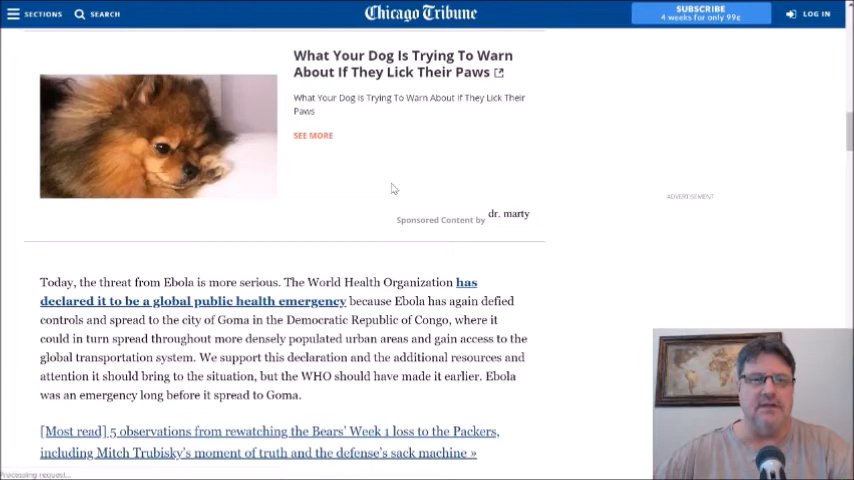 SECTIONS
SEARCH
Chicago Tribune
SUBSCRIBE
4 weeks for only 99¢
LOG IN
What Your Dog Is Trying To Warn
About If They Lick Their Paws
What Your Dog Is Trying To Warn About If They Lick Their
Paws
SEE MORE
Sponsored Content by dr. marty
ADVERTISEMENT
Today, the threat from Ebola is more serious. The World Health Organization has
declared it to be a global public health emergency because Ebola has again defied
controls and spread to the city of Goma in the Democratic Republic of Congo, where it
could in turn spread throughout more densely populated urban areas and gain access to the
global transportation system. We support this declaration and the additional resources and
attention it should bring to the situation, but the WHO should have made it earlier. Ebola
was an emergency long before it spread to Goma.
[Most read] 5 observations from rewatching the Bears' Week 1 loss to the Packers,
including Mitch Trubisky's moment of truth and the defense's sack machine »
Processing request...